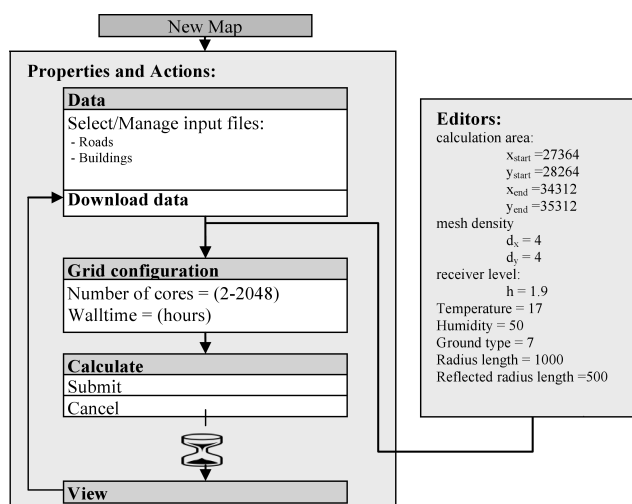 New Map
Properties and Actions:
Data
Select/Manage input files:
- Roads
- Buildings
Download data
Grid configuration
Number of cores = (2-2048)
Walltime = (hours)
Calculate
Submit
Cancel
View
Editors:
calculation area:
xstart =27364
ystart =28264
xend =34312
yend =35312
mesh density
dx = 4
dy = 4
receiver level:
h = 1.9
Temperature = 17
Humidity = 50
Ground type = 7
Radius length = 1000
Reflected radius length =500